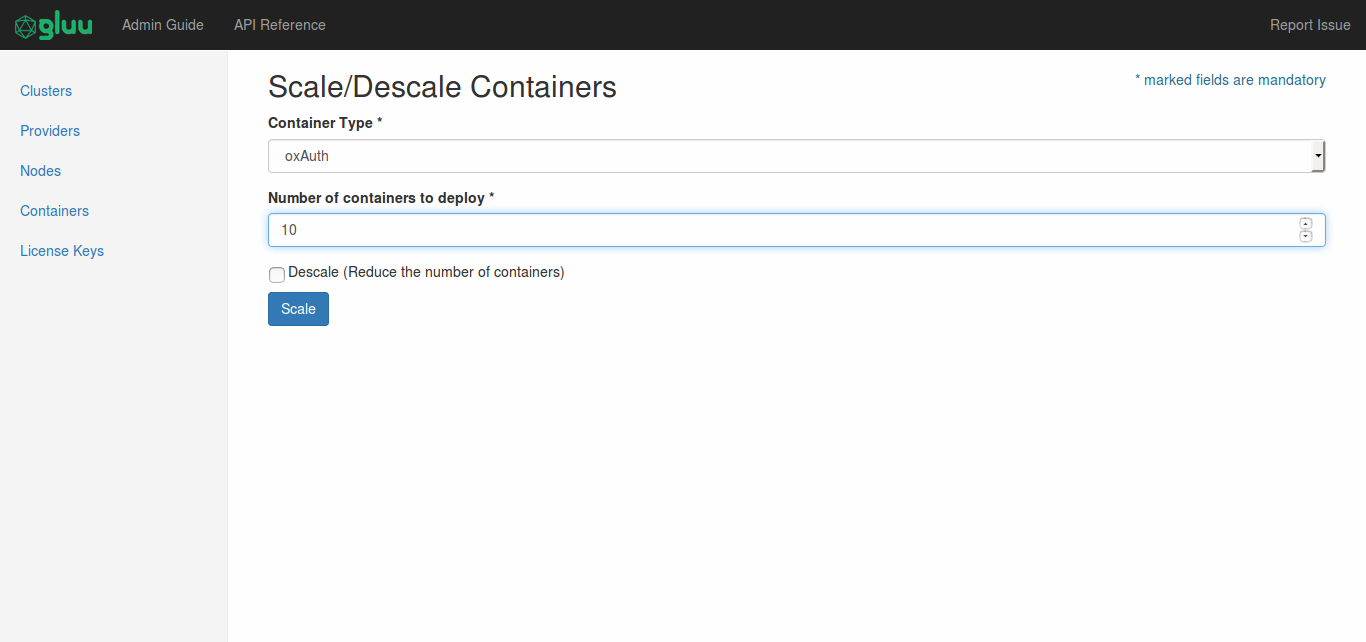 gluu
Admin Guide
API Reference
Report Issue
Clusters
Providers
Nodes
Containers
License Keys
Scale/Descale Containers
* marked fields are mandatory
Container Type *
oxAuth
Number of containers to deploy *
10
Descale (Reduce the number of containers)
Scale